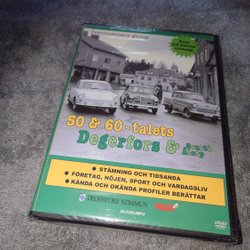 50 & 60-talets
Degerfors &
STÄMNING OCH TIDSANDA
FÖRETAG, NÖJEN, SPORT OCH VARDAGSLIV
KÄNDA OCH OKÄNDA PROFILER BERÄTTAR
DEGERFORS KOMMUN
OUTOKUMPU
DVD